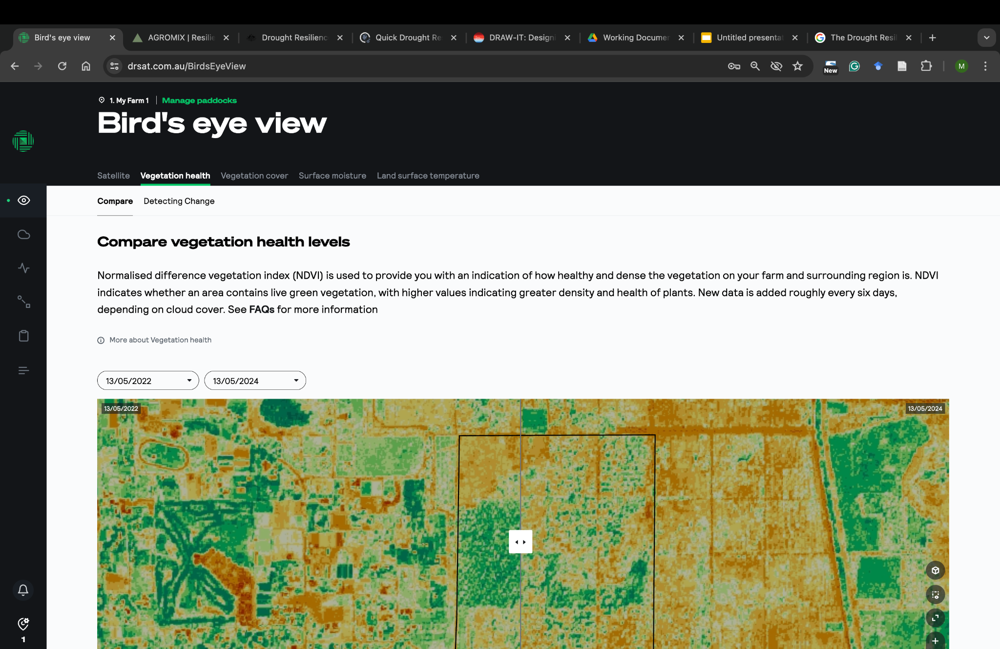 Bird's eye view
AGROMIX | Resilie
Drought Resilienc
Quick Drought Re
DRAW-IT: Designi
Working Documen
Untitled presentat
The Drought Resil
drsat.com.au/BirdsEyeView
New
M
1. My Farm 1
Manage paddocks
Bird's eye view
Satellite
Vegetation health
Vegetation cover
Surface moisture
Land surface temperature
Compare
Detecting Change
Compare vegetation health levels
Normalised difference vegetation index (NDVI) is used to provide you with an indication of how healthy and dense the vegetation on your farm and surrounding region is. NDVI
indicates whether an area contains live green vegetation, with higher values indicating greater density and health of plants. New data is added roughly every six days,
depending on cloud cover. See FAQs for more information
More about Vegetation health
13/05/2022
13/05/2024
13/05/2022
13/05/2024
1